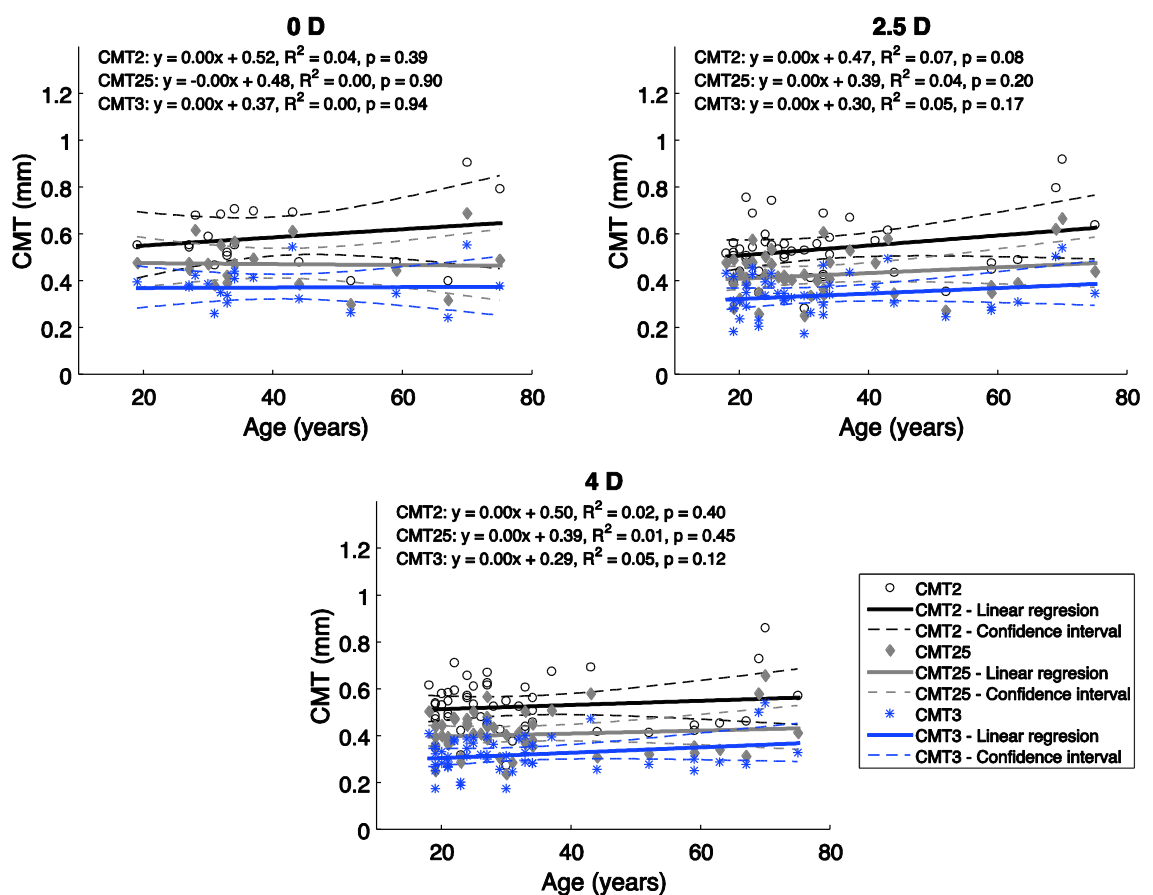 0 D
CMT2: y = 0.00x + 0.52, R² = 0.04, p = 0.39
CMT25: y = -0.00x + 0.48, R² = 0.00, p = 0.90
CMT3: y = 0.00x + 0.37, R² = 0.00, p = 0.94
1.2
1
0.8
0.6
0.4
0.2
0
CMT (mm)
20 40 60 80
Age (years)
2.5 D
CMT2: y = 0.00x + 0.47, R² = 0.07, p = 0.08
CMT25: y = 0.00x + 0.39, R² = 0.04, p = 0.20
CMT3: y = 0.00x + 0.30, R² = 0.05, p = 0.17
1.2
1
0.8
0.6
0.4
0.2
0
CMT (mm)
20 40 60 80
Age (years)
4 D
CMT2: y = 0.00x + 0.50, R² = 0.02, p = 0.40
CMT25: y = 0.00x + 0.39, R² = 0.01, p = 0.45
CMT3: y = 0.00x + 0.29, R² = 0.05, p = 0.12
1.2
1
0.8
0.6
0.4
0.2
0
CMT (mm)
20 40 60 80
Age (years)
CMT2
CMT2 - Linear regresion
CMT2 - Confidence interval
CMT25
CMT25 - Linear regresion
CMT25 - Confidence interval
CMT3
CMT3 - Linear regresion
CMT3 - Confidence interval